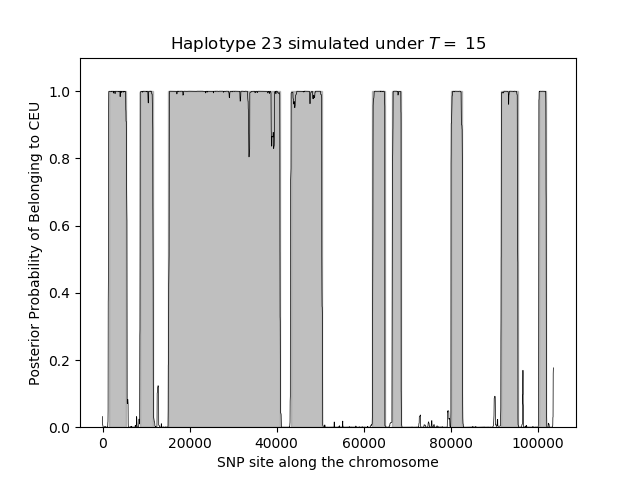 Haplotype 23 simulated under T = 15
Posterior Probability of Belonging to CEU
1.0
0.8
0.6
0.4
0.2
0.0
0 20000 40000 60000 80000 100000
SNP site along the chromosome